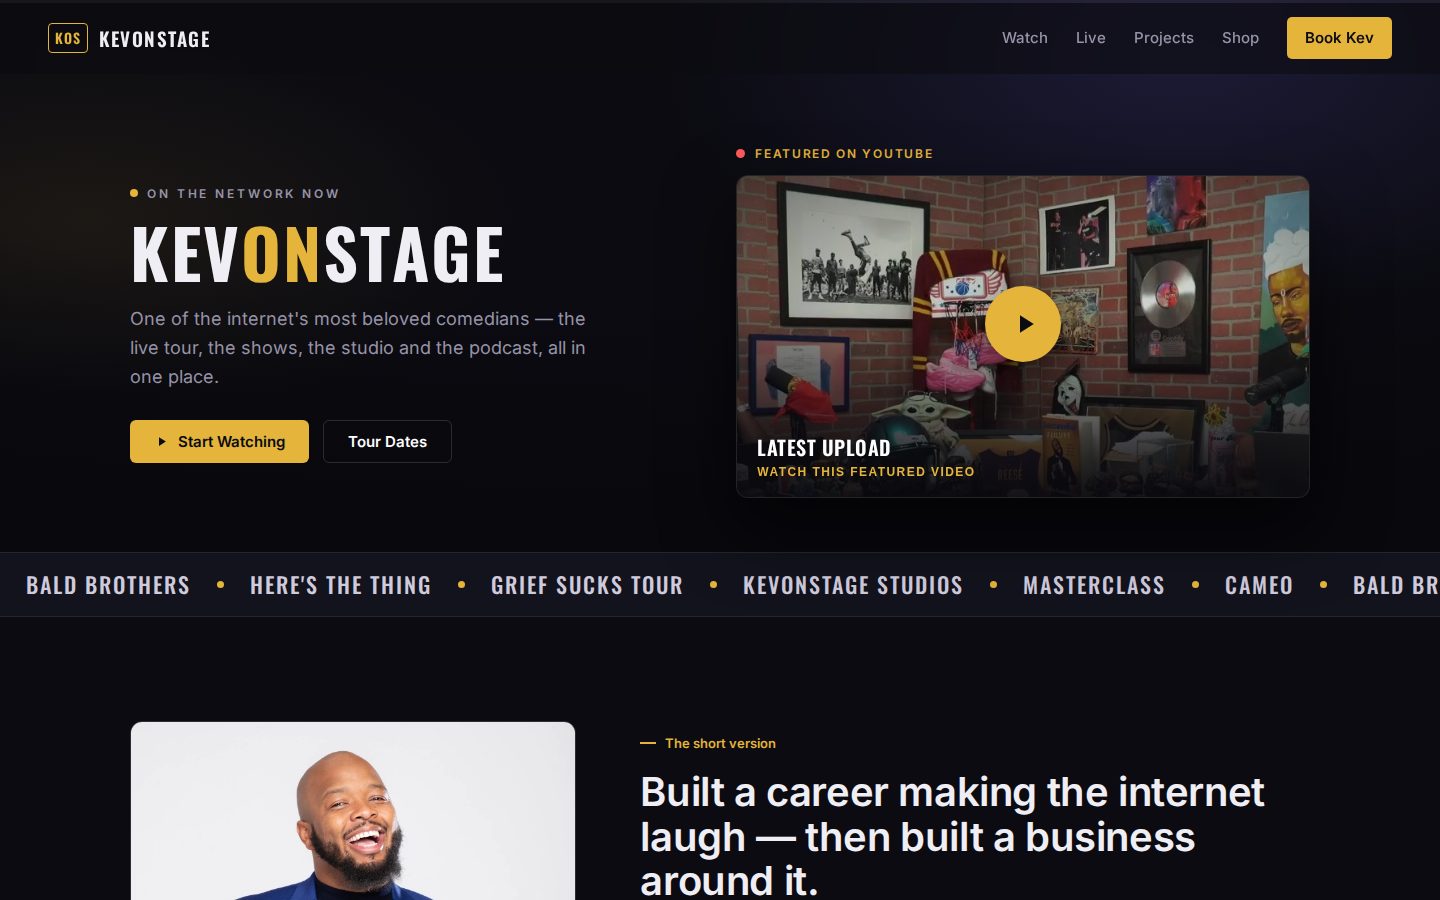 KOS KEVONSTAGE Watch Live Projects Shop Book Kev
ON THE NETWORK NOW
KEVONSTAGE
One of the internet's most beloved comedians — the
live tour, the shows, the studio and the podcast, all in
one place.
Start Watching Tour Dates
FEATURED ON YOUTUBE
REESE
LATEST UPLOAD
WATCH THIS FEATURED VIDEO
BALD BROTHERS HERE'S THE THING GRIEF SUCKS TOUR KEVONSTAGE STUDIOS MASTERCLASS CAMEO BALD BR
The short version
Built a career making the internet
laugh — then built a business
around it.